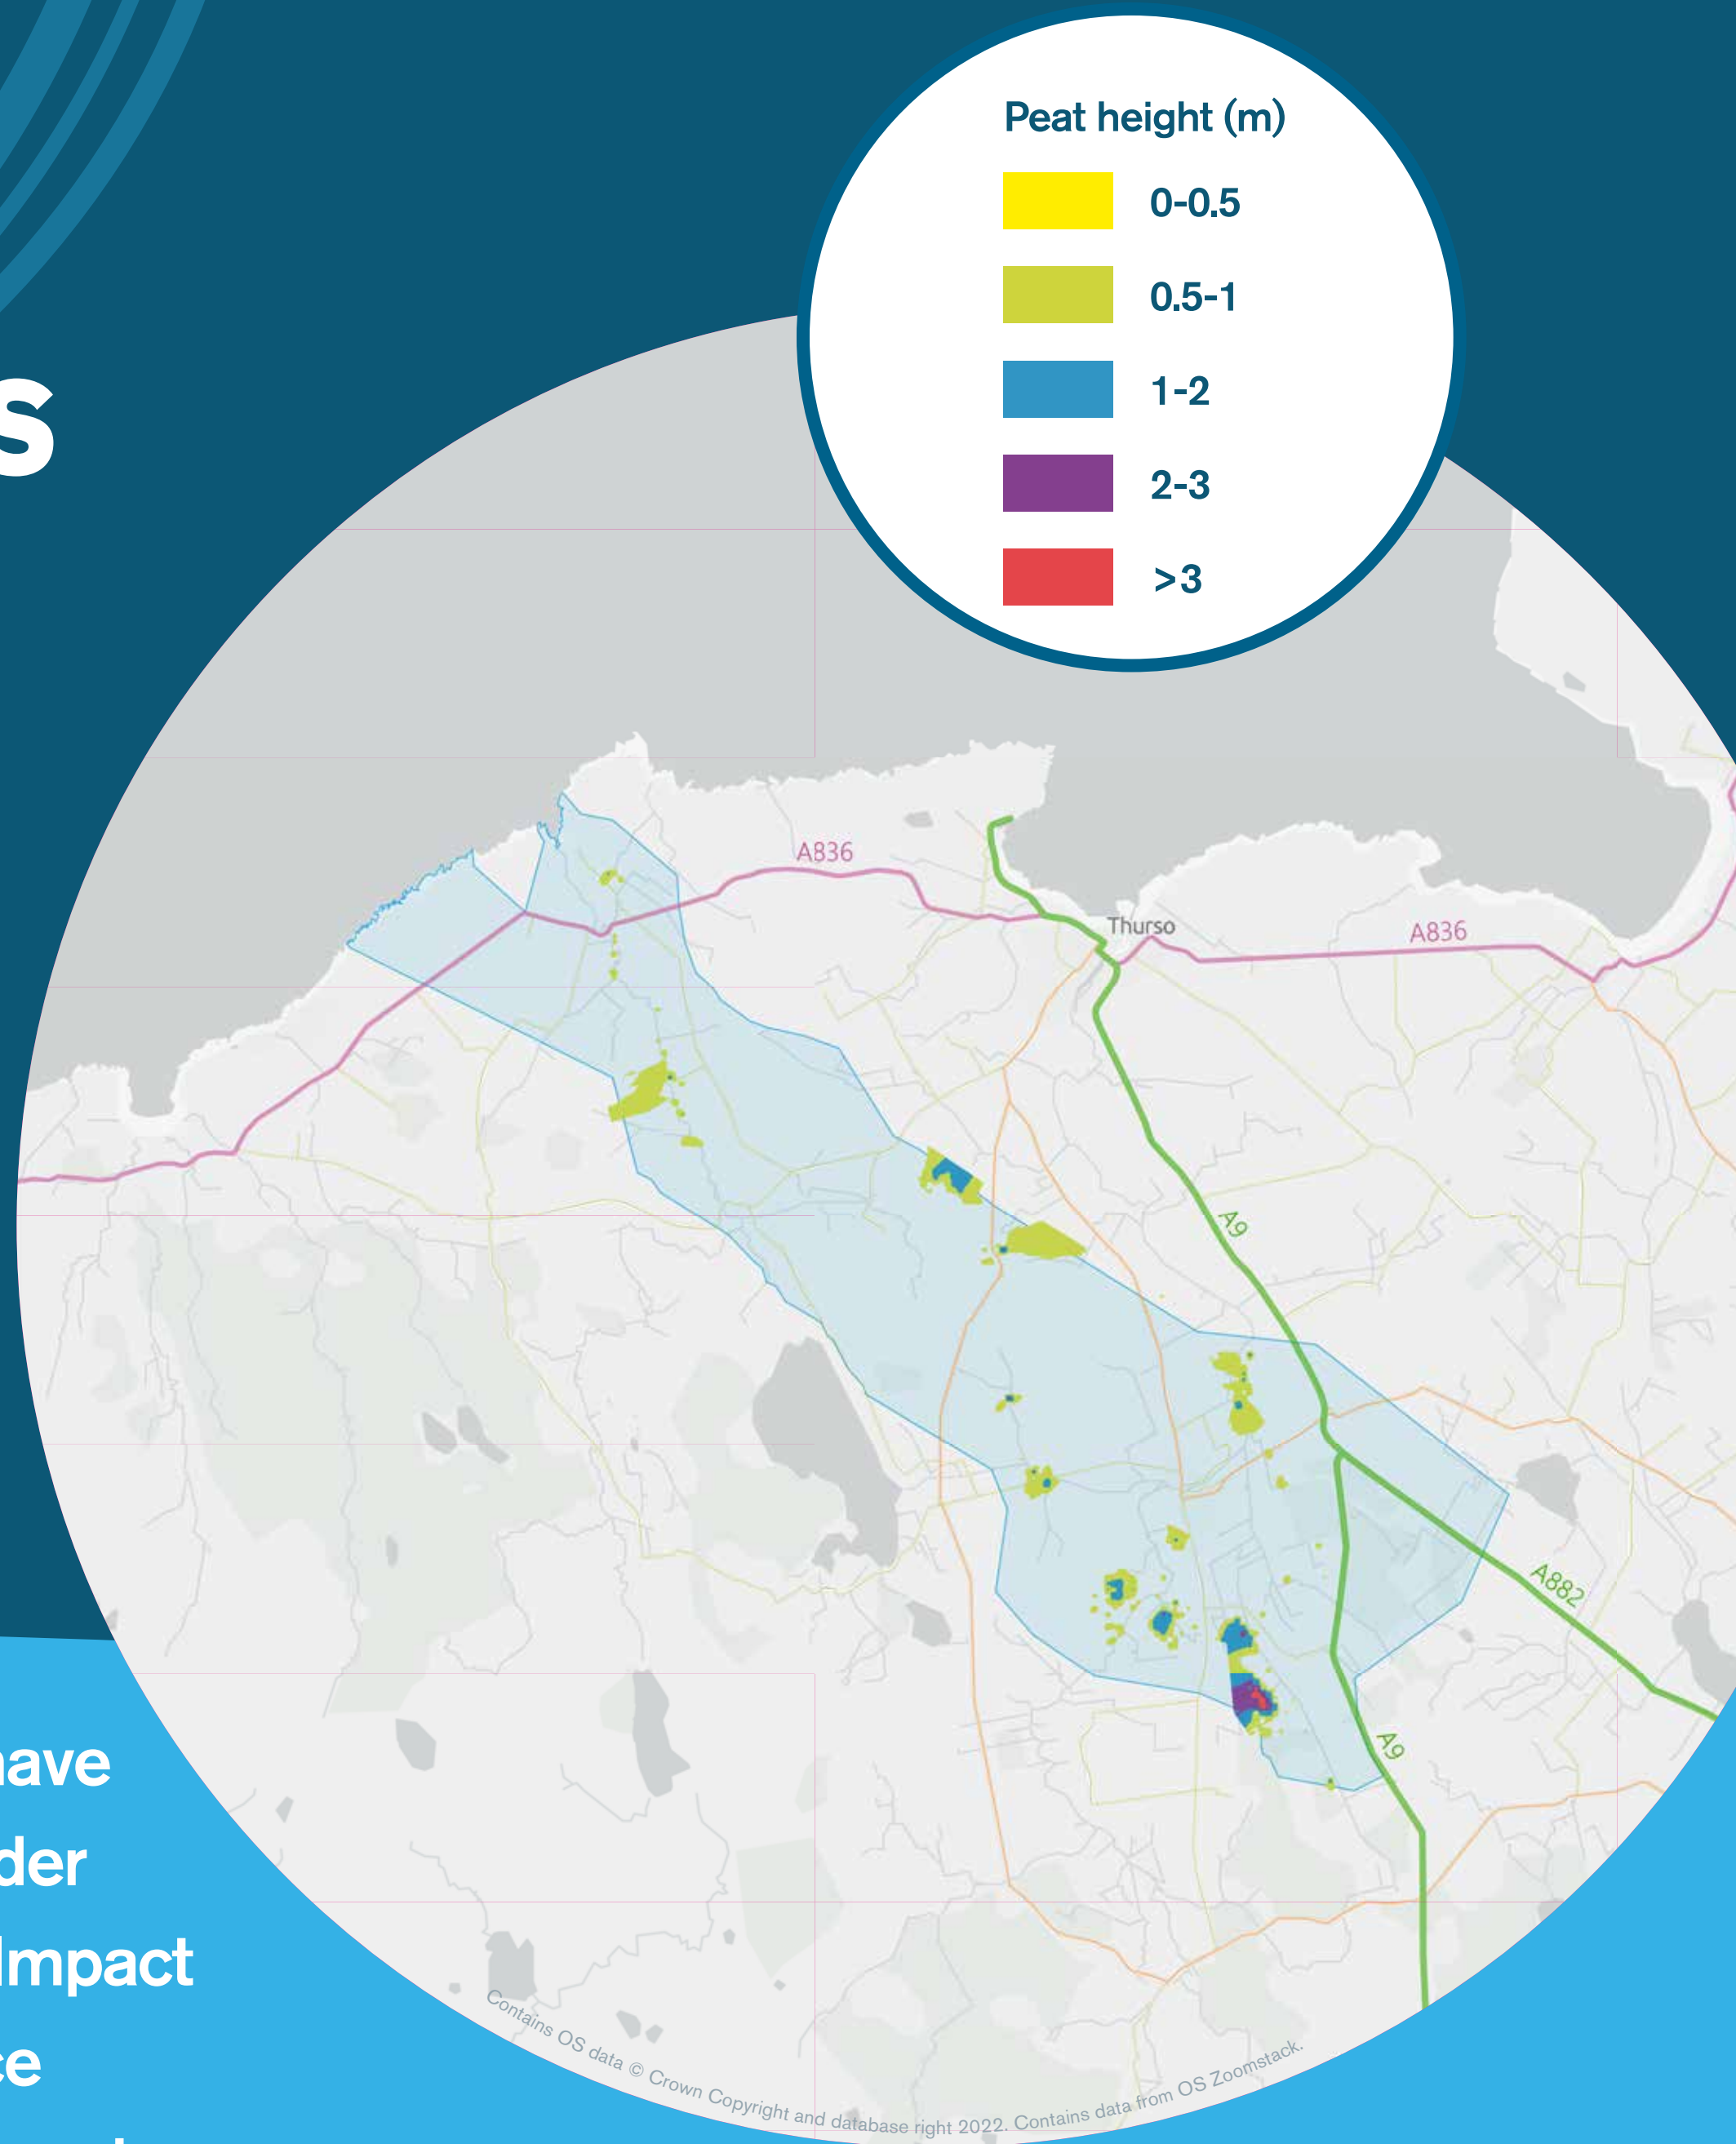 Peat height (m)
0-0.5
0.5-1
1-2
2-3
>3
s
A836
Thurso
A836
A9
A882
A9
have
der
Impact
ce
Contains OS data © Crown Copyright and database right 2022. Contains data from OS Zoomstack.